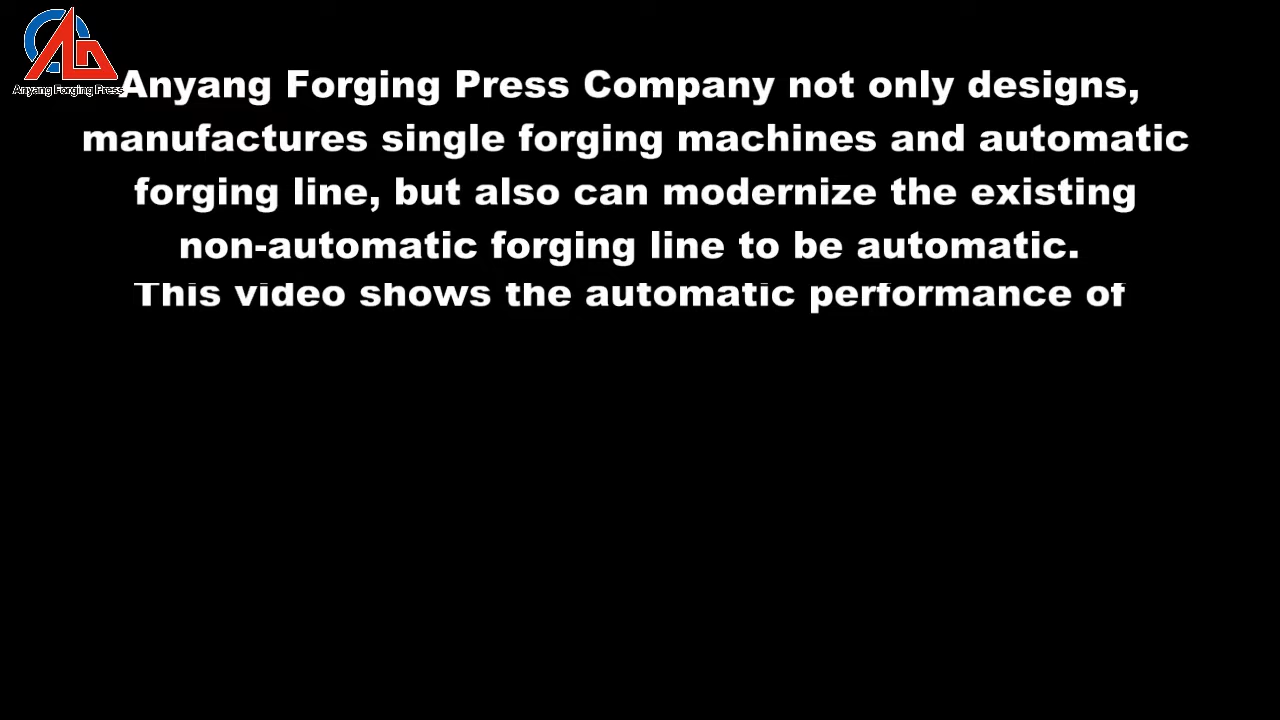 Anyang Forging Press
Anyang Forging Press Company not only designs,
manufactures single forging machines and automatic
forging line, but also can modernize the existing
non-automatic forging line to be automatic.
This video shows the automatic performance of